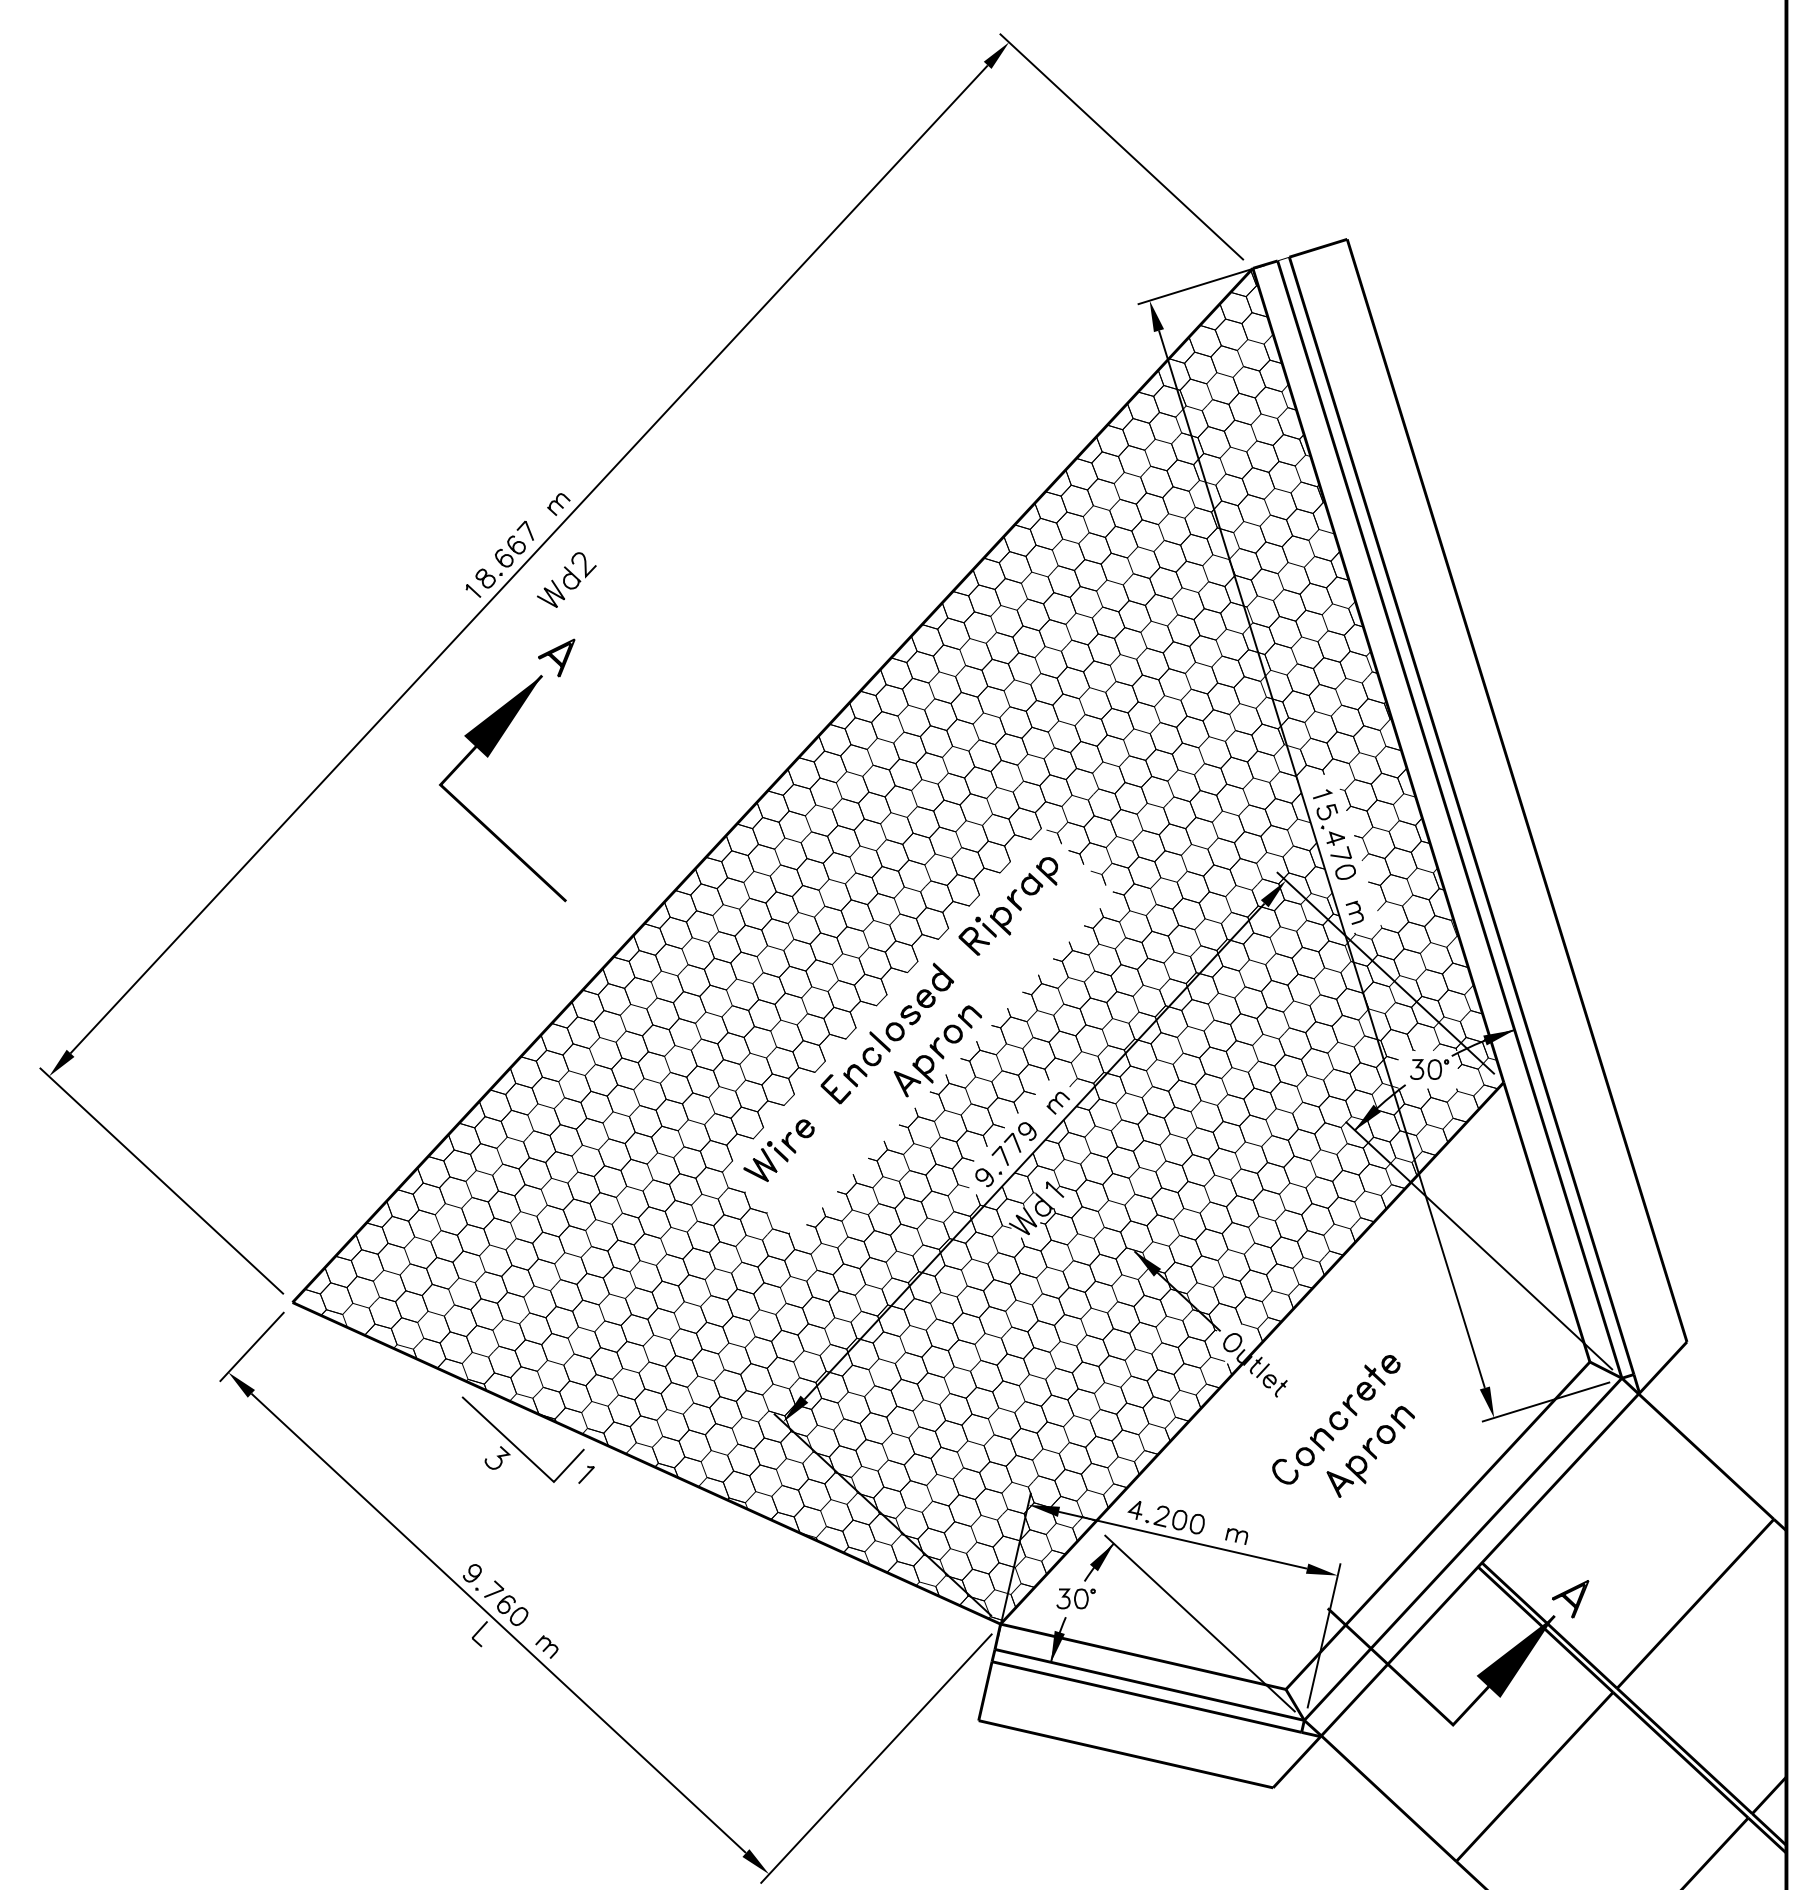 18.667 m
Wd2
A
15.470 m
Wire Enclosed Riprap
Apron
30°
9.779 m
Wd1
Outlet
Concrete
Apron
3
1
4.200 m
30°
9.760 m
L
A